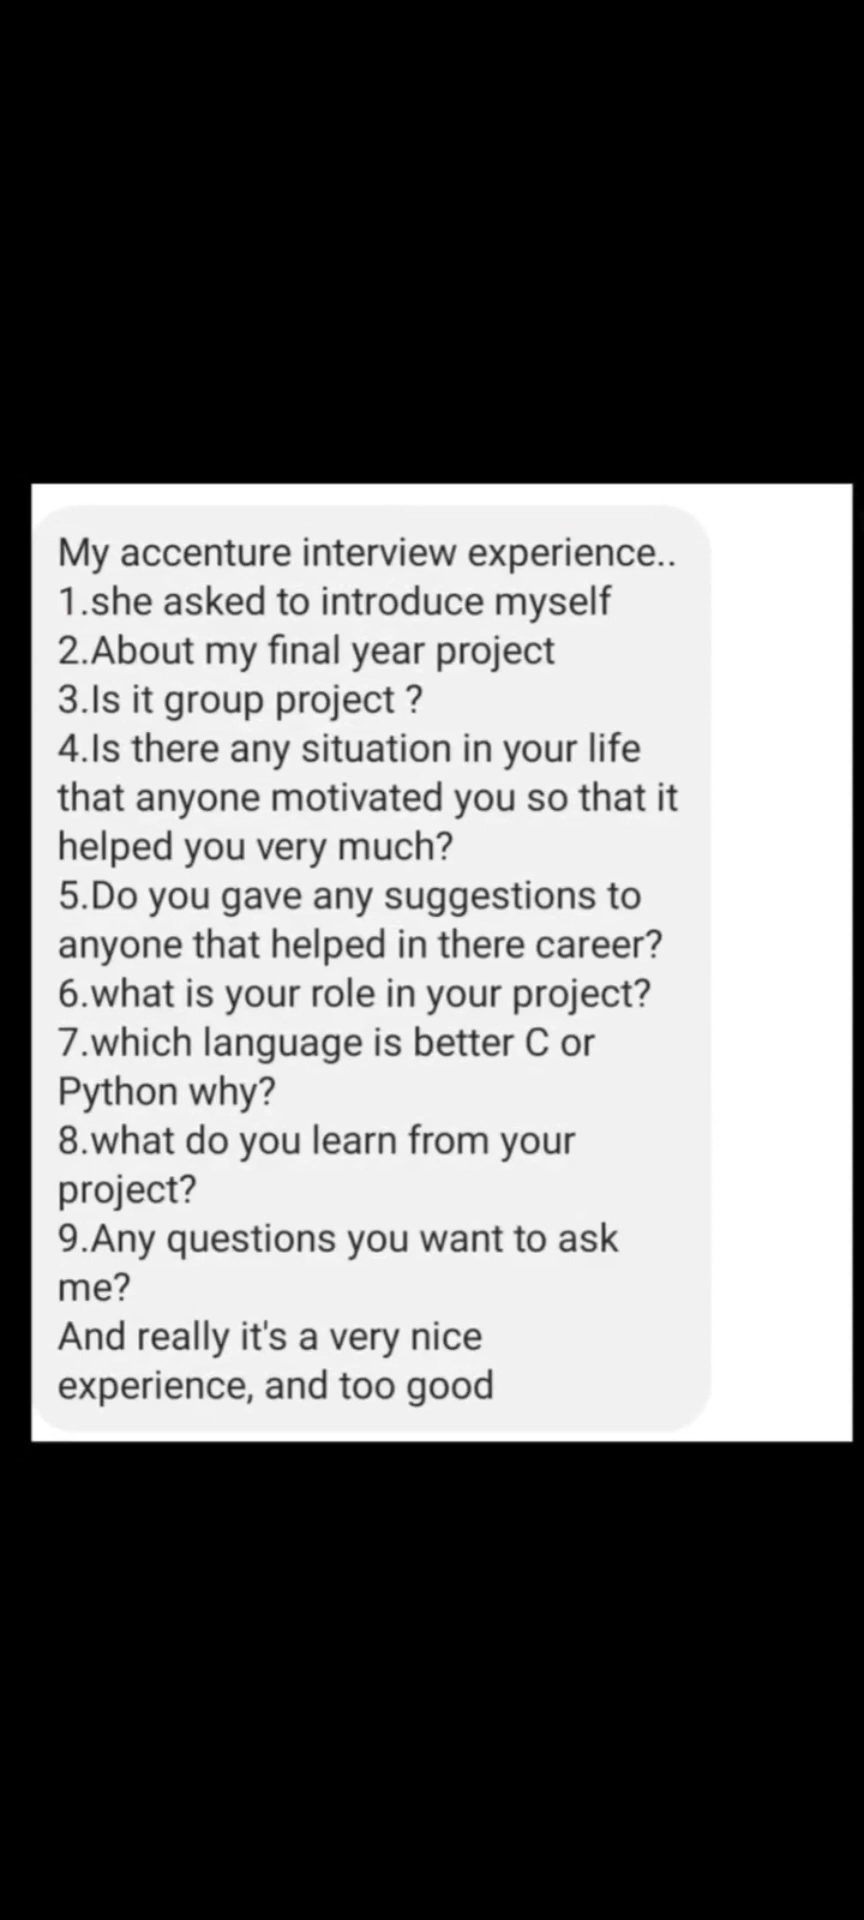 My accenture interview experience..
1.she asked to introduce myself
2.About my final year project
3.Is it group project ?
4.Is there any situation in your life
that anyone motivated you so that it
helped you very much?
5.Do you gave any suggestions to
anyone that helped in there career?
6.what is your role in your project?
7.which language is better C or
Python why?
8.what do you learn from your
project?
9.Any questions you want to ask
me?
And really it's a very nice
experience, and too good